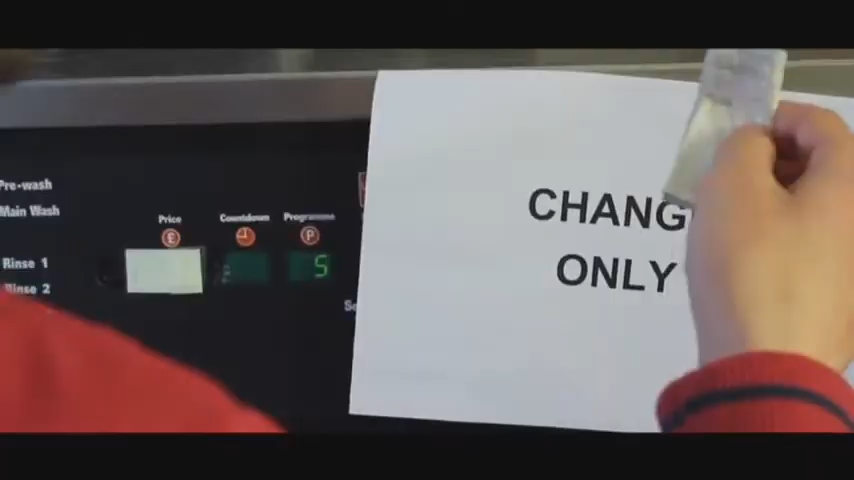 Pre-wash
Main Wash
Price
Countdown
Programme
£
P
Rinse 1
Rinse 2
5
CHANG
ONLY